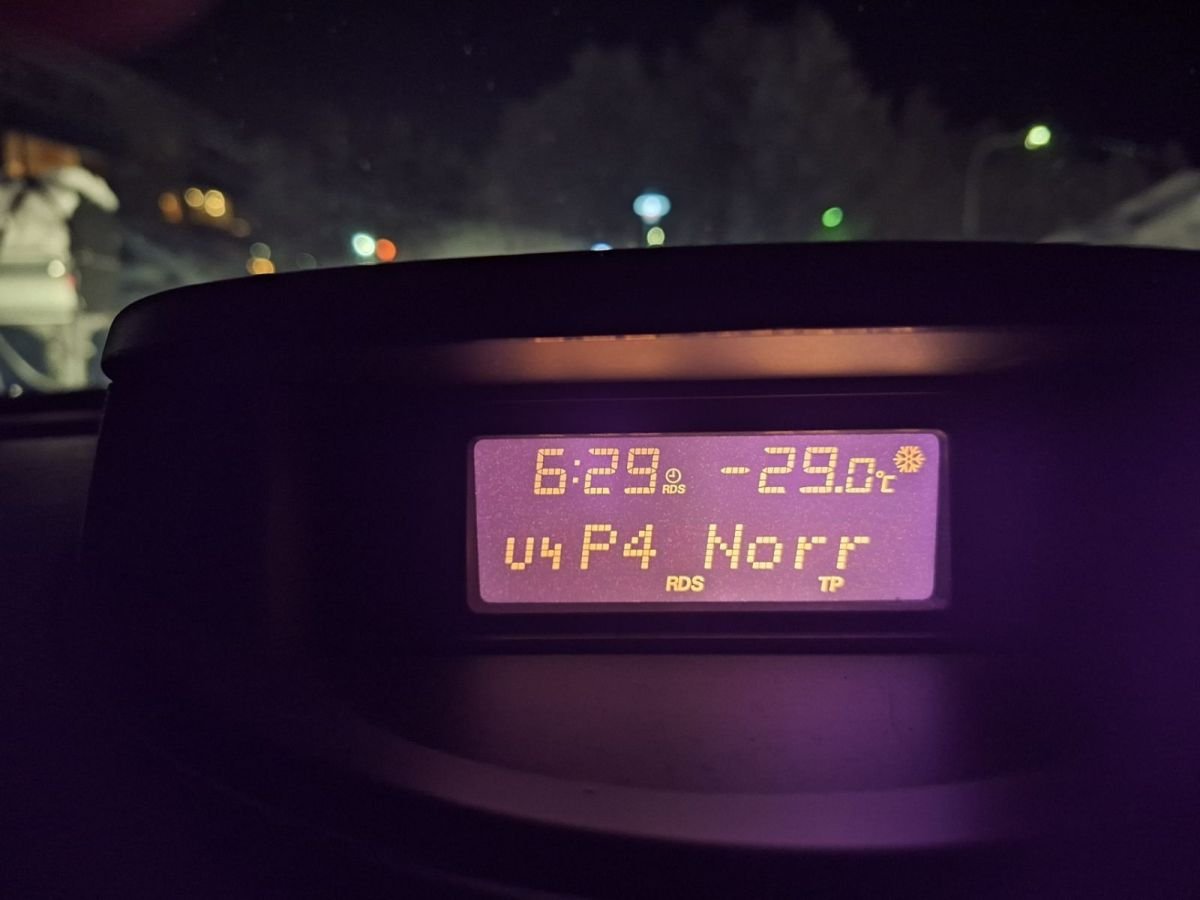 6:29 RDS -29.0°C
U4 P4 Norr
RDS TP